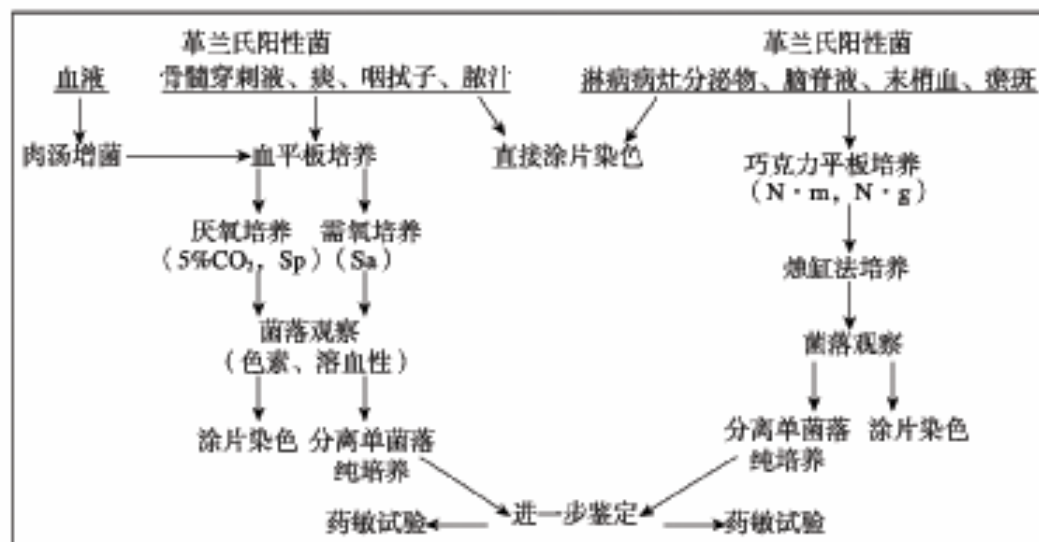 革兰氏阳性菌 革兰氏阳性菌
血液 骨髓穿刺液、痰、咽拭子、脓汁 淋病病灶分泌物、脑脊液、末梢血、瘀斑
肉汤增菌 血平板培养 直接涂片染色 巧克力平板培养
(N·m, N·g)
厌氧培养 需氧培养
(5%CO₂, Sp) (Sa) 烛缸法培养
菌落观察 菌落观察
(色素、溶血性)
涂片染色 分离单菌落 分离单菌落 涂片染色
纯培养 纯培养
进一步鉴定
药敏试验 药敏试验